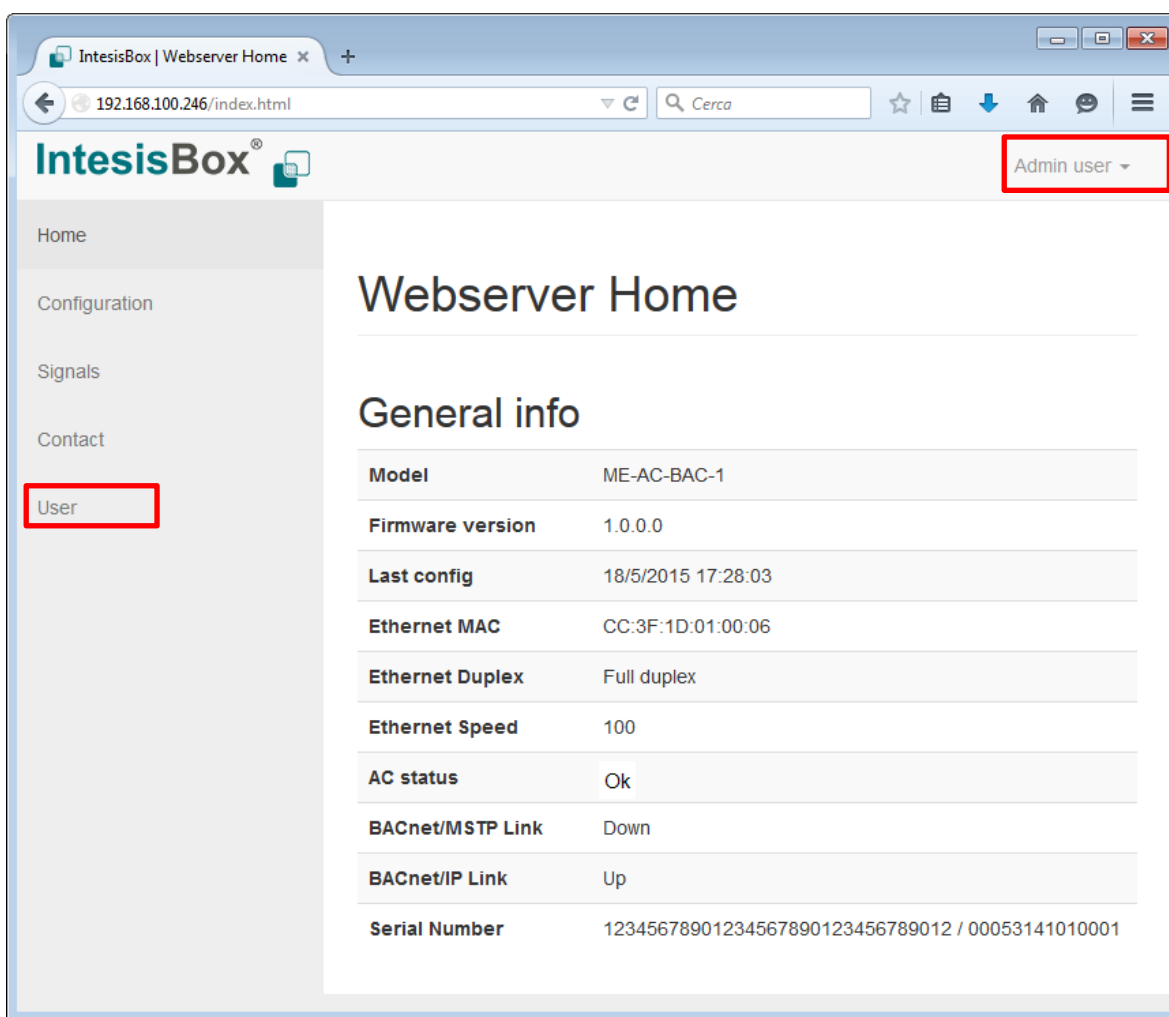 IntesisBox | Webserver Home
192.168.100.246/index.html
Cerca
IntesisBox®
Admin user
Home
Configuration
Signals
Contact
User
Webserver Home
General info
Model ME-AC-BAC-1
Firmware version 1.0.0.0
Last config 18/5/2015 17:28:03
Ethernet MAC CC:3F:1D:01:00:06
Ethernet Duplex Full duplex
Ethernet Speed 100
AC status Ok
BACnet/MSTP Link Down
BACnet/IP Link Up
Serial Number 12345678901234567890123456789012 / 00053141010001